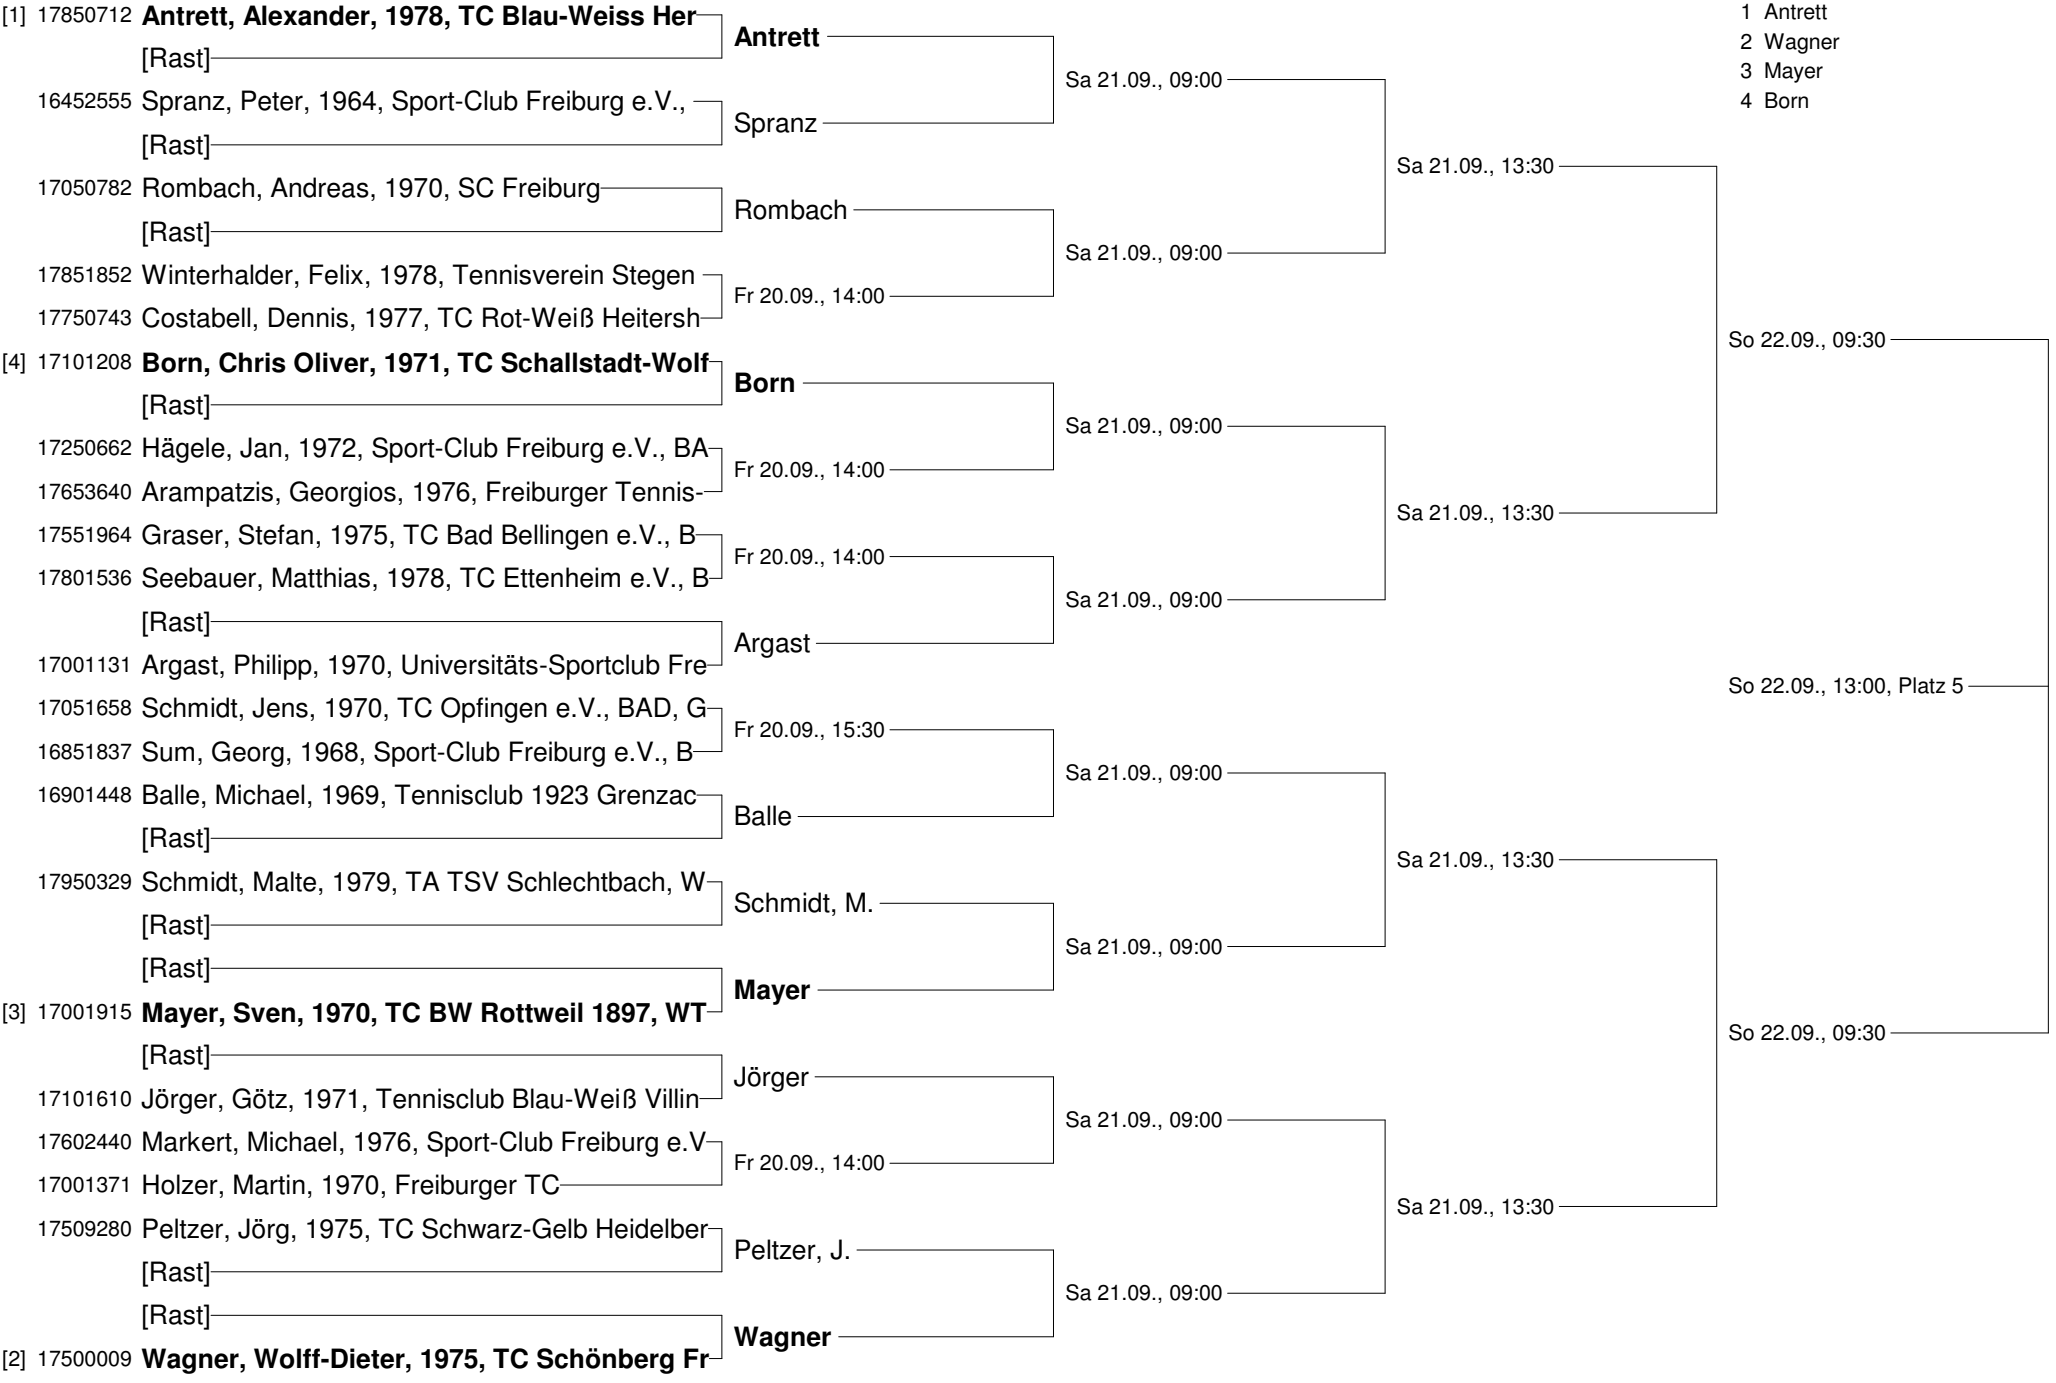 [1] 17850712 Antrett, Alexander, 1978, TC Blau-Weiss Her
[Rast]
16452555 Spranz, Peter, 1964, Sport-Club Freiburg e.V.,
[Rast]
17050782 Rombach, Andreas, 1970, SC Freiburg
[Rast]
17851852 Winterhalder, Felix, 1978, Tennisverein Stegen
17750743 Costabell, Dennis, 1977, TC Rot-Weiß Heitersh
[4] 17101208 Born, Chris Oliver, 1971, TC Schallstadt-Wolf
[Rast]
17250662 Hägele, Jan, 1972, Sport-Club Freiburg e.V., BA
17653640 Arampatzis, Georgios, 1976, Freiburger Tennis-
17551964 Graser, Stefan, 1975, TC Bad Bellingen e.V., B
17801536 Seebauer, Matthias, 1978, TC Ettenheim e.V., B
[Rast]
17001131 Argast, Philipp, 1970, Universitäts-Sportclub Fre
17051658 Schmidt, Jens, 1970, TC Opfingen e.V., BAD, G
16851837 Sum, Georg, 1968, Sport-Club Freiburg e.V., B
16901448 Balle, Michael, 1969, Tennisclub 1923 Grenzac
[Rast]
17950329 Schmidt, Malte, 1979, TA TSV Schlechtbach, W
[Rast]
[Rast]
[3] 17001915 Mayer, Sven, 1970, TC BW Rottweil 1897, WT
[Rast]
17101610 Jörger, Götz, 1971, Tennisclub Blau-Weiß Villin
17602440 Markert, Michael, 1976, Sport-Club Freiburg e.V
17001371 Holzer, Martin, 1970, Freiburger TC
17509280 Peltzer, Jörg, 1975, TC Schwarz-Gelb Heidelber
[Rast]
[Rast]
[2] 17500009 Wagner, Wolff-Dieter, 1975, TC Schönberg Fr
Antrett
Spranz
Rombach
Fr 20.09., 14:00
Born
Fr 20.09., 14:00
Fr 20.09., 14:00
Argast
Fr 20.09., 15:30
Balle
Schmidt, M.
Mayer
Jörger
Fr 20.09., 14:00
Peltzer, J.
Wagner
Sa 21.09., 09:00
Sa 21.09., 09:00
Sa 21.09., 09:00
Sa 21.09., 09:00
Sa 21.09., 09:00
Sa 21.09., 09:00
Sa 21.09., 09:00
Sa 21.09., 09:00
Sa 21.09., 13:30
Sa 21.09., 13:30
Sa 21.09., 13:30
Sa 21.09., 13:30
So 22.09., 09:30
So 22.09., 13:00, Platz 5
So 22.09., 09:30
1 Antrett
2 Wagner
3 Mayer
4 Born